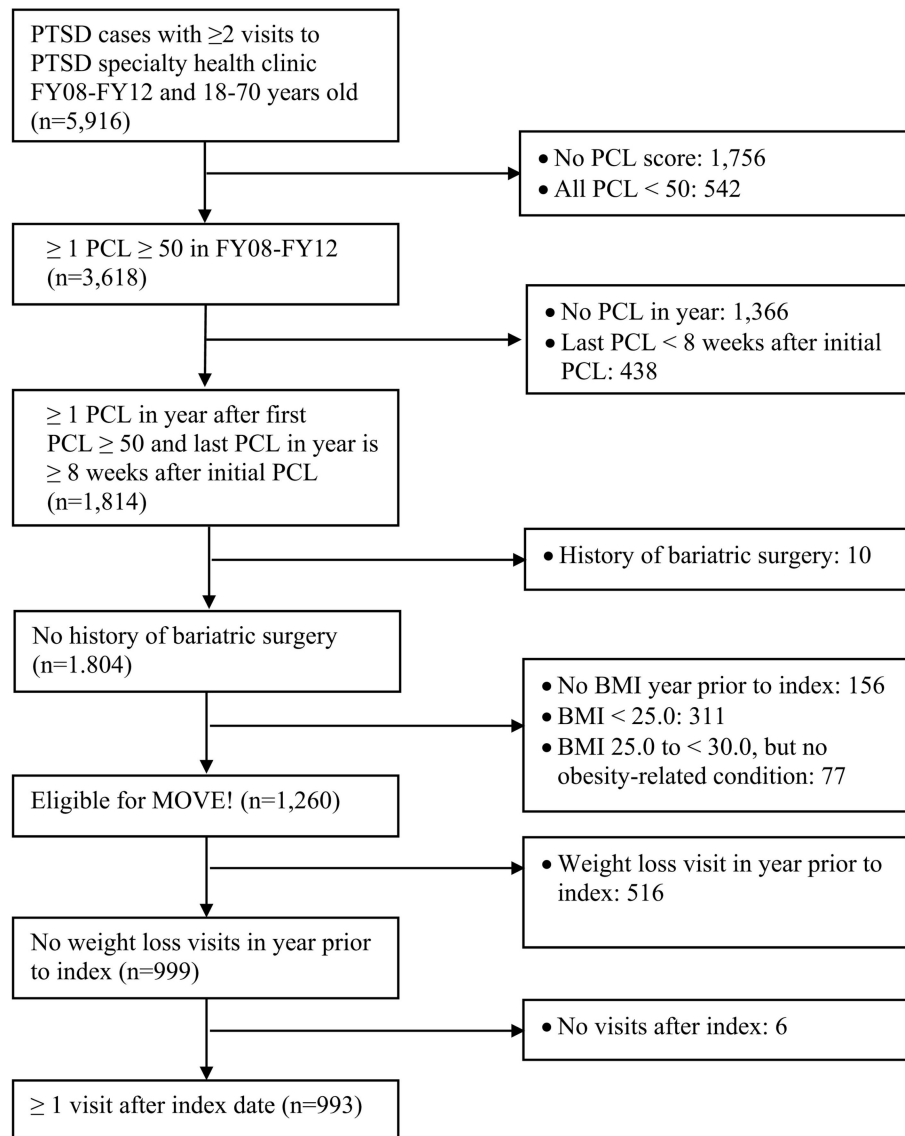 PTSD cases with ≥2 visits to
PTSD specialty health clinic
FY08-FY12 and 18-70 years old
(n=5,916)
• No PCL score: 1,756
• All PCL < 50: 542
≥ 1 PCL ≥ 50 in FY08-FY12
(n=3,618)
• No PCL in year: 1,366
• Last PCL < 8 weeks after initial
PCL: 438
≥ 1 PCL in year after first
PCL ≥ 50 and last PCL in year is
≥ 8 weeks after initial PCL
(n=1,814)
• History of bariatric surgery: 10
No history of bariatric surgery
(n=1.804)
• No BMI year prior to index: 156
• BMI < 25.0: 311
• BMI 25.0 to < 30.0, but no
obesity-related condition: 77
Eligible for MOVE! (n=1,260)
• Weight loss visit in year prior to
index: 516
No weight loss visits in year prior
to index (n=999)
• No visits after index: 6
≥ 1 visit after index date (n=993)